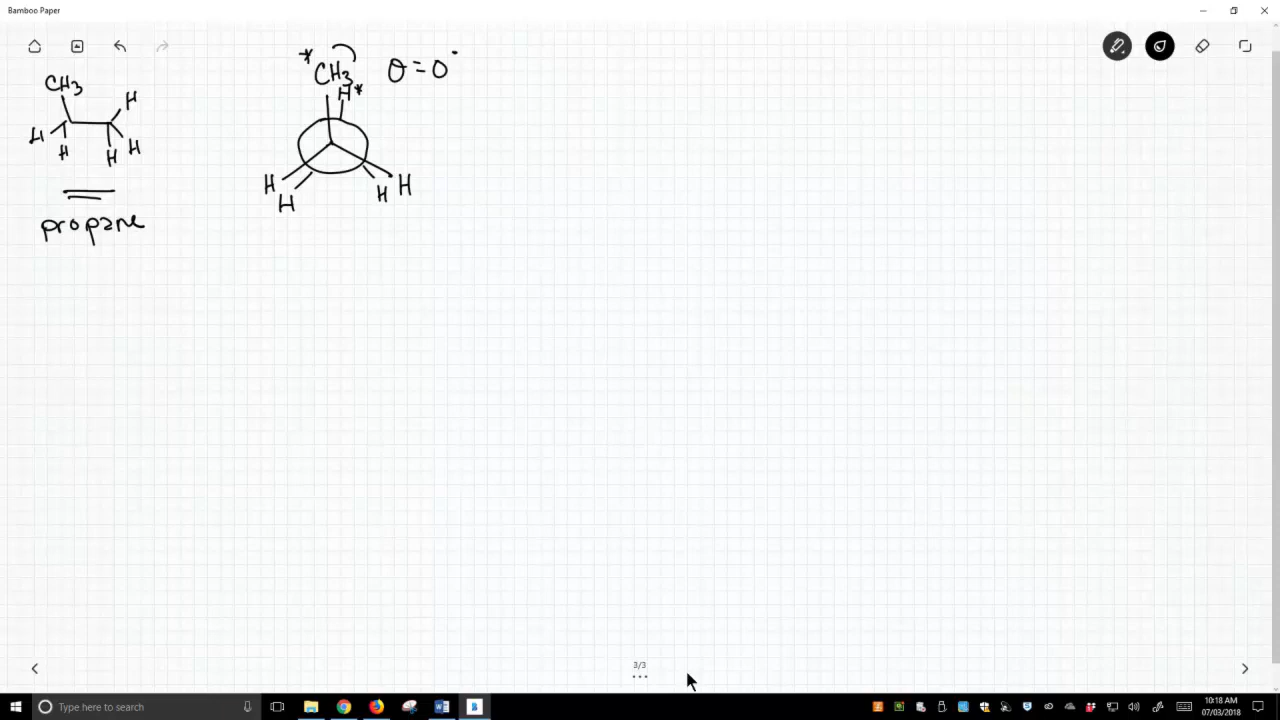 Bamboo Paper
CH3
H
H
H
H
H
propane
* CH3 θ = 0°
H*
H
H
H
H
3/3
Type here to search
10:18 AM
07/03/2018